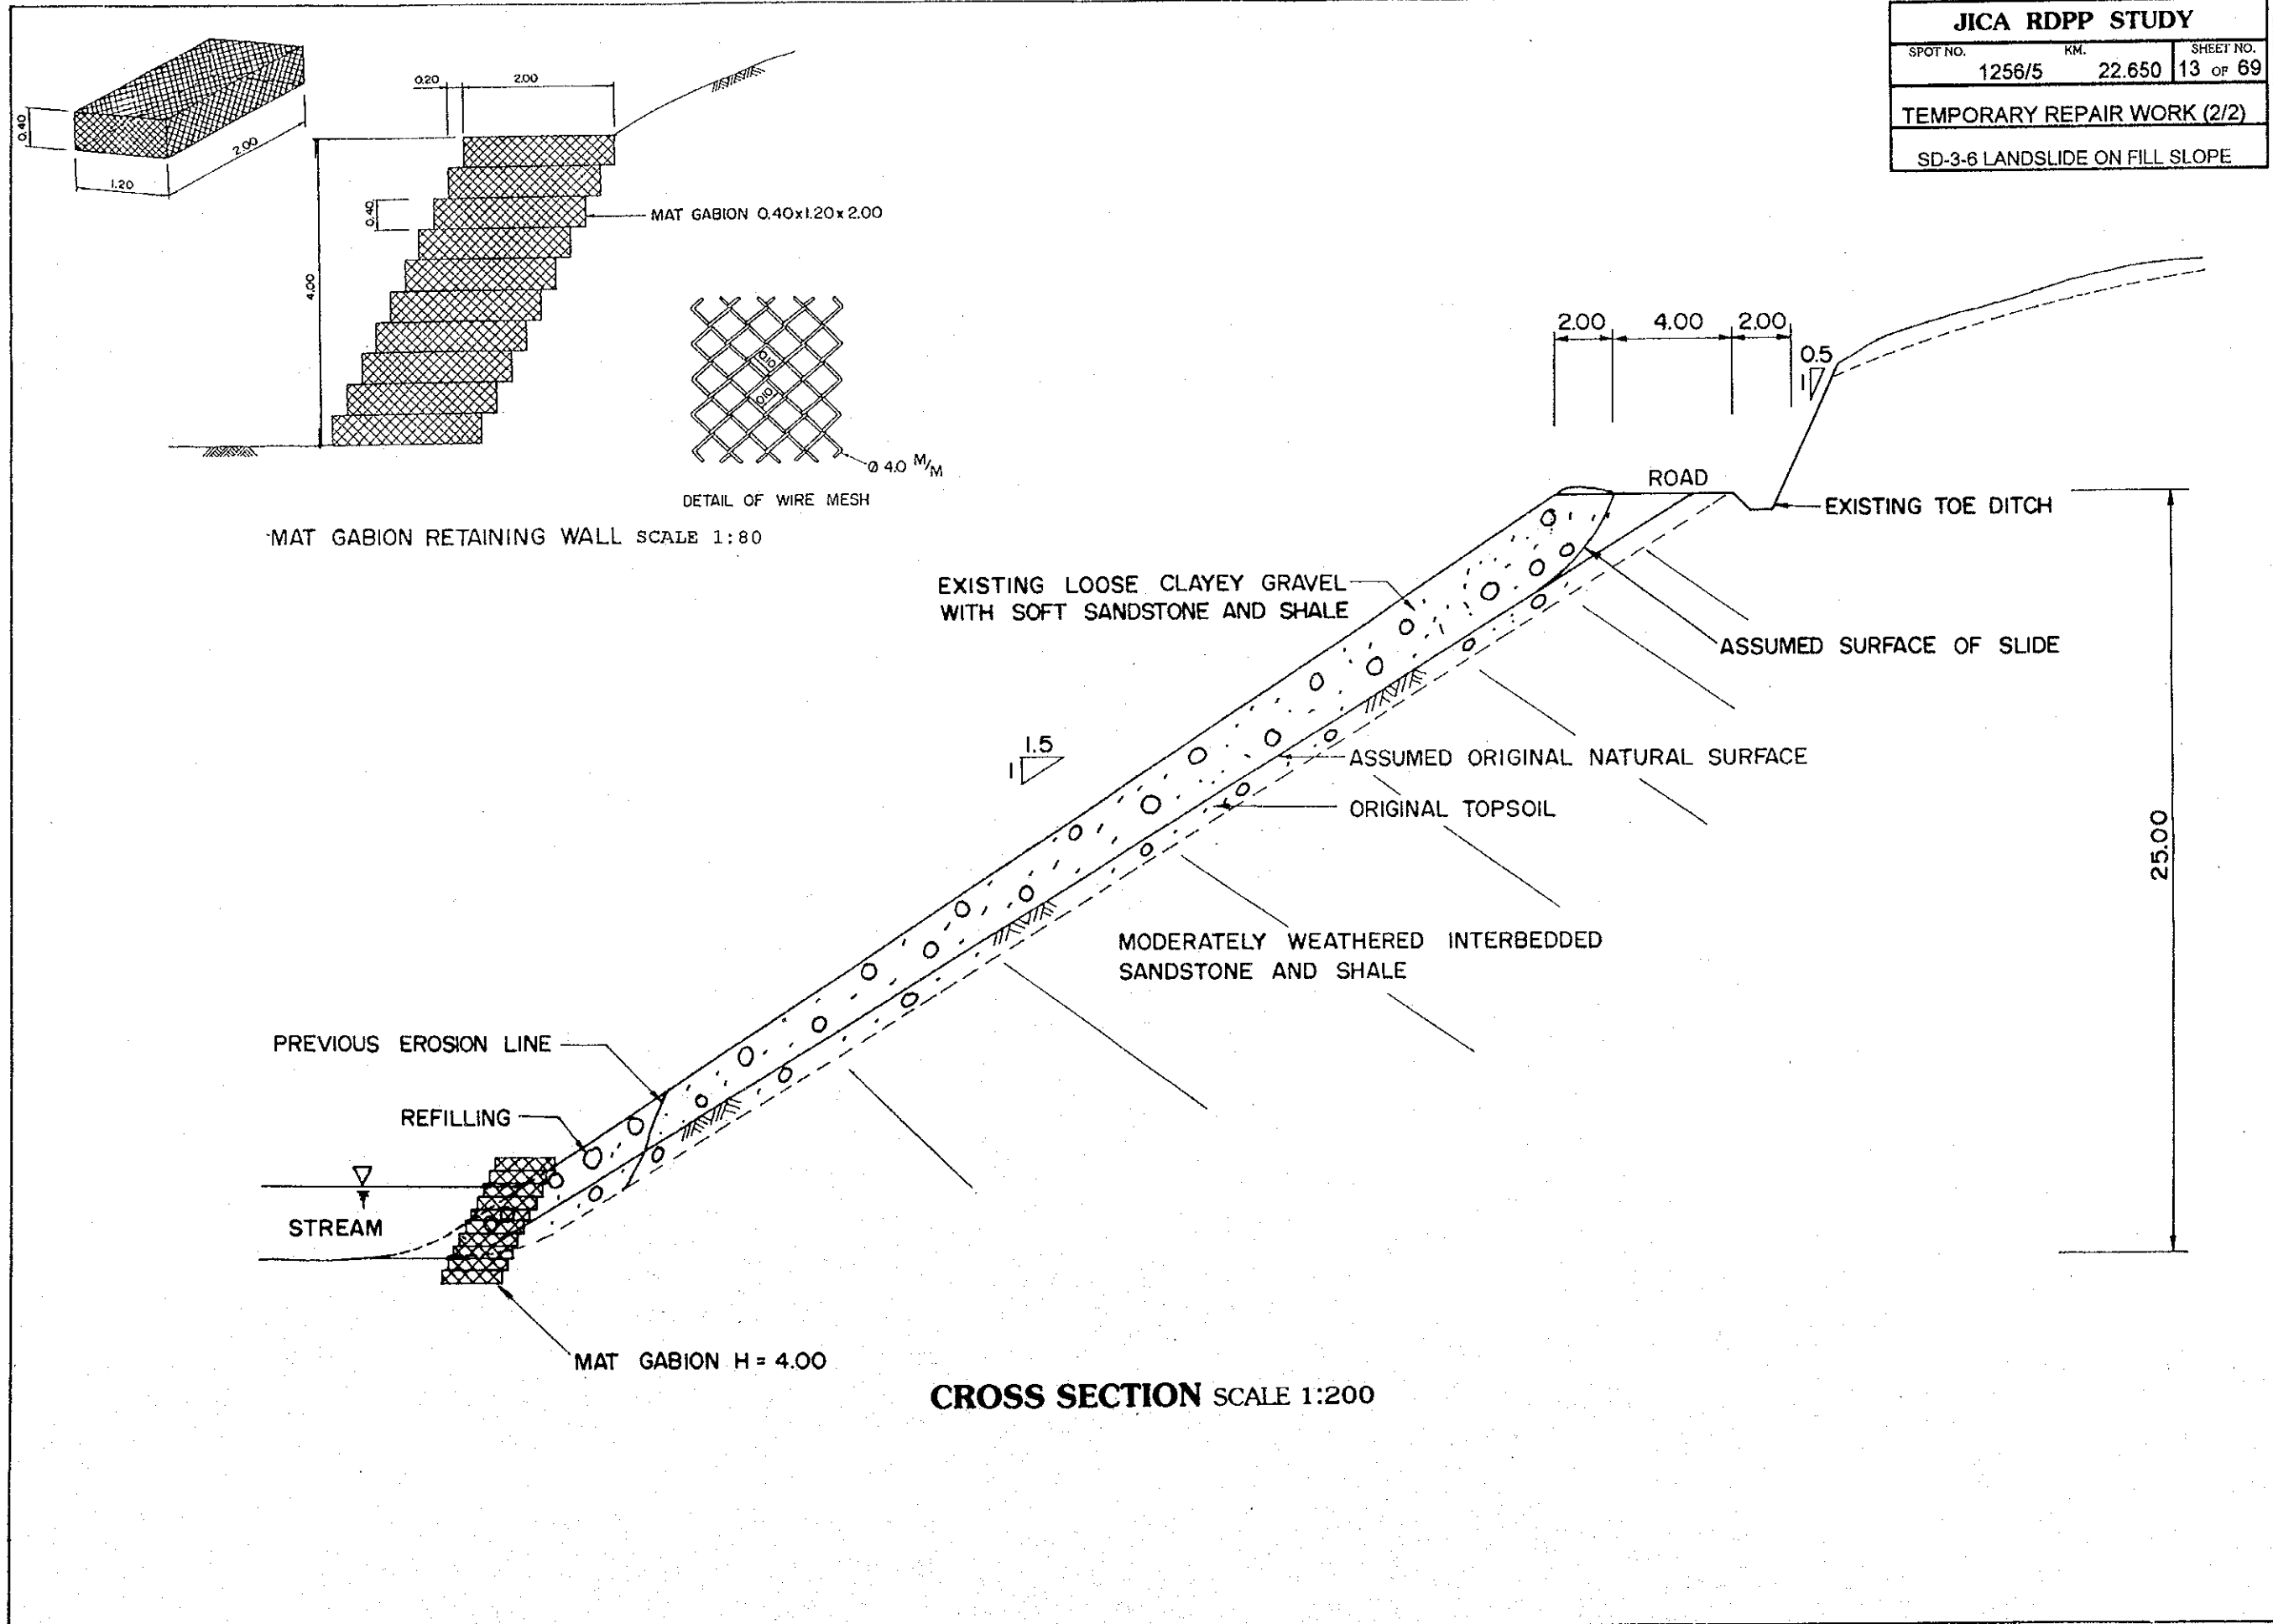 JICA RDPP STUDY
SPOT NO. KM. SHEET NO.
1256/5 22.650 13 OF 69
TEMPORARY REPAIR WORK (2/2)
SD-3-6 LANDSLIDE ON FILL SLOPE
0.40
1.20
2.00
0.20 2.00
4.00
0.40
MAT GABION 0.40x1.20x2.00
0.10
0.10
Ø 4.0 M/M
DETAIL OF WIRE MESH
MAT GABION RETAINING WALL SCALE 1:80
2.00 4.00 2.00
0.5
1
ROAD
EXISTING TOE DITCH
EXISTING LOOSE CLAYEY GRAVEL
WITH SOFT SANDSTONE AND SHALE
ASSUMED SURFACE OF SLIDE
1.5
1
ASSUMED ORIGINAL NATURAL SURFACE
ORIGINAL TOPSOIL
25.00
MODERATELY WEATHERED INTERBEDDED
SANDSTONE AND SHALE
PREVIOUS EROSION LINE
REFILLING
STREAM
MAT GABION H = 4.00
CROSS SECTION SCALE 1:200